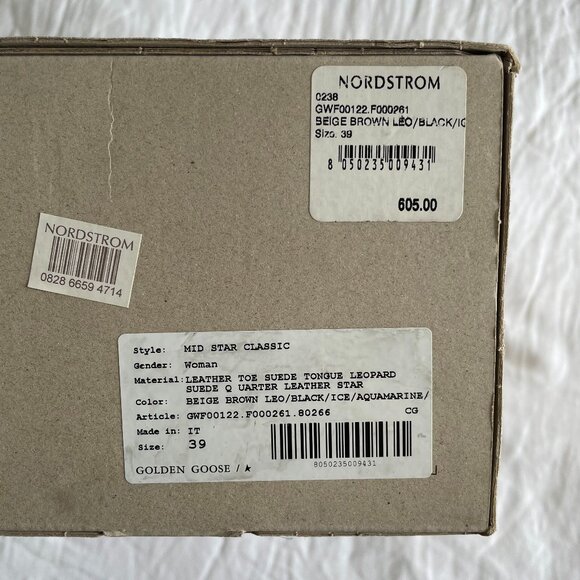 NORDSTROM
0238
GWF00122.F000261
BEIGE BROWN LEO/BLACK/IC
Size. 39
8 050235 009431
605.00
NORDSTROM
0828 6659 4714
Style: MID STAR CLASSIC
Gender: Woman
Material: LEATHER TOE SUEDE TONGUE LEOPARD
SUEDE Q UARTER LEATHER STAR
Color: BEIGE BROWN LEO/BLACK/ICE/AQUAMARINE/
Article: GWF00122.F000261.80266 CG
Made in: IT
Size: 39
8050235009431
GOLDEN GOOSE /